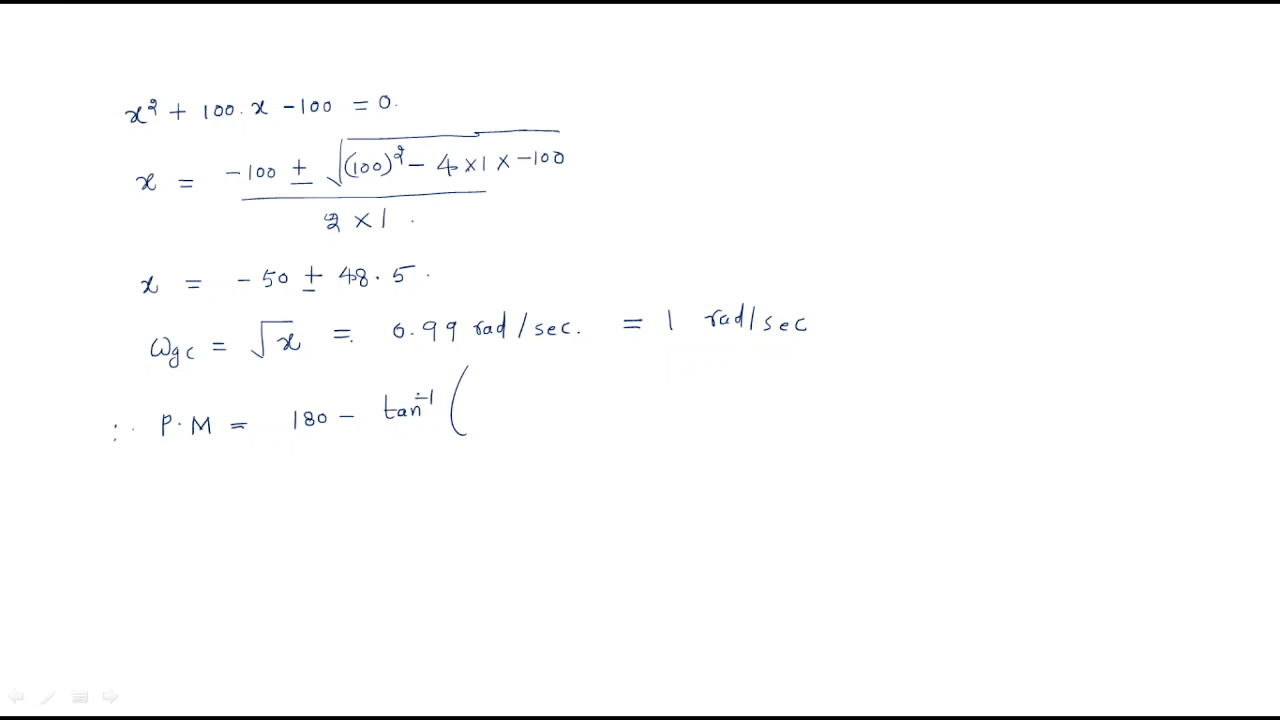 x² + 100.x - 100 = 0.
x = -100 ± √(100)² - 4×1×-100
2×1.
x = -50 ± 48.5.
ωgc = √x = 0.99 rad/sec. = 1 rad/sec
∴ P.M = 180 - tan⁻¹(